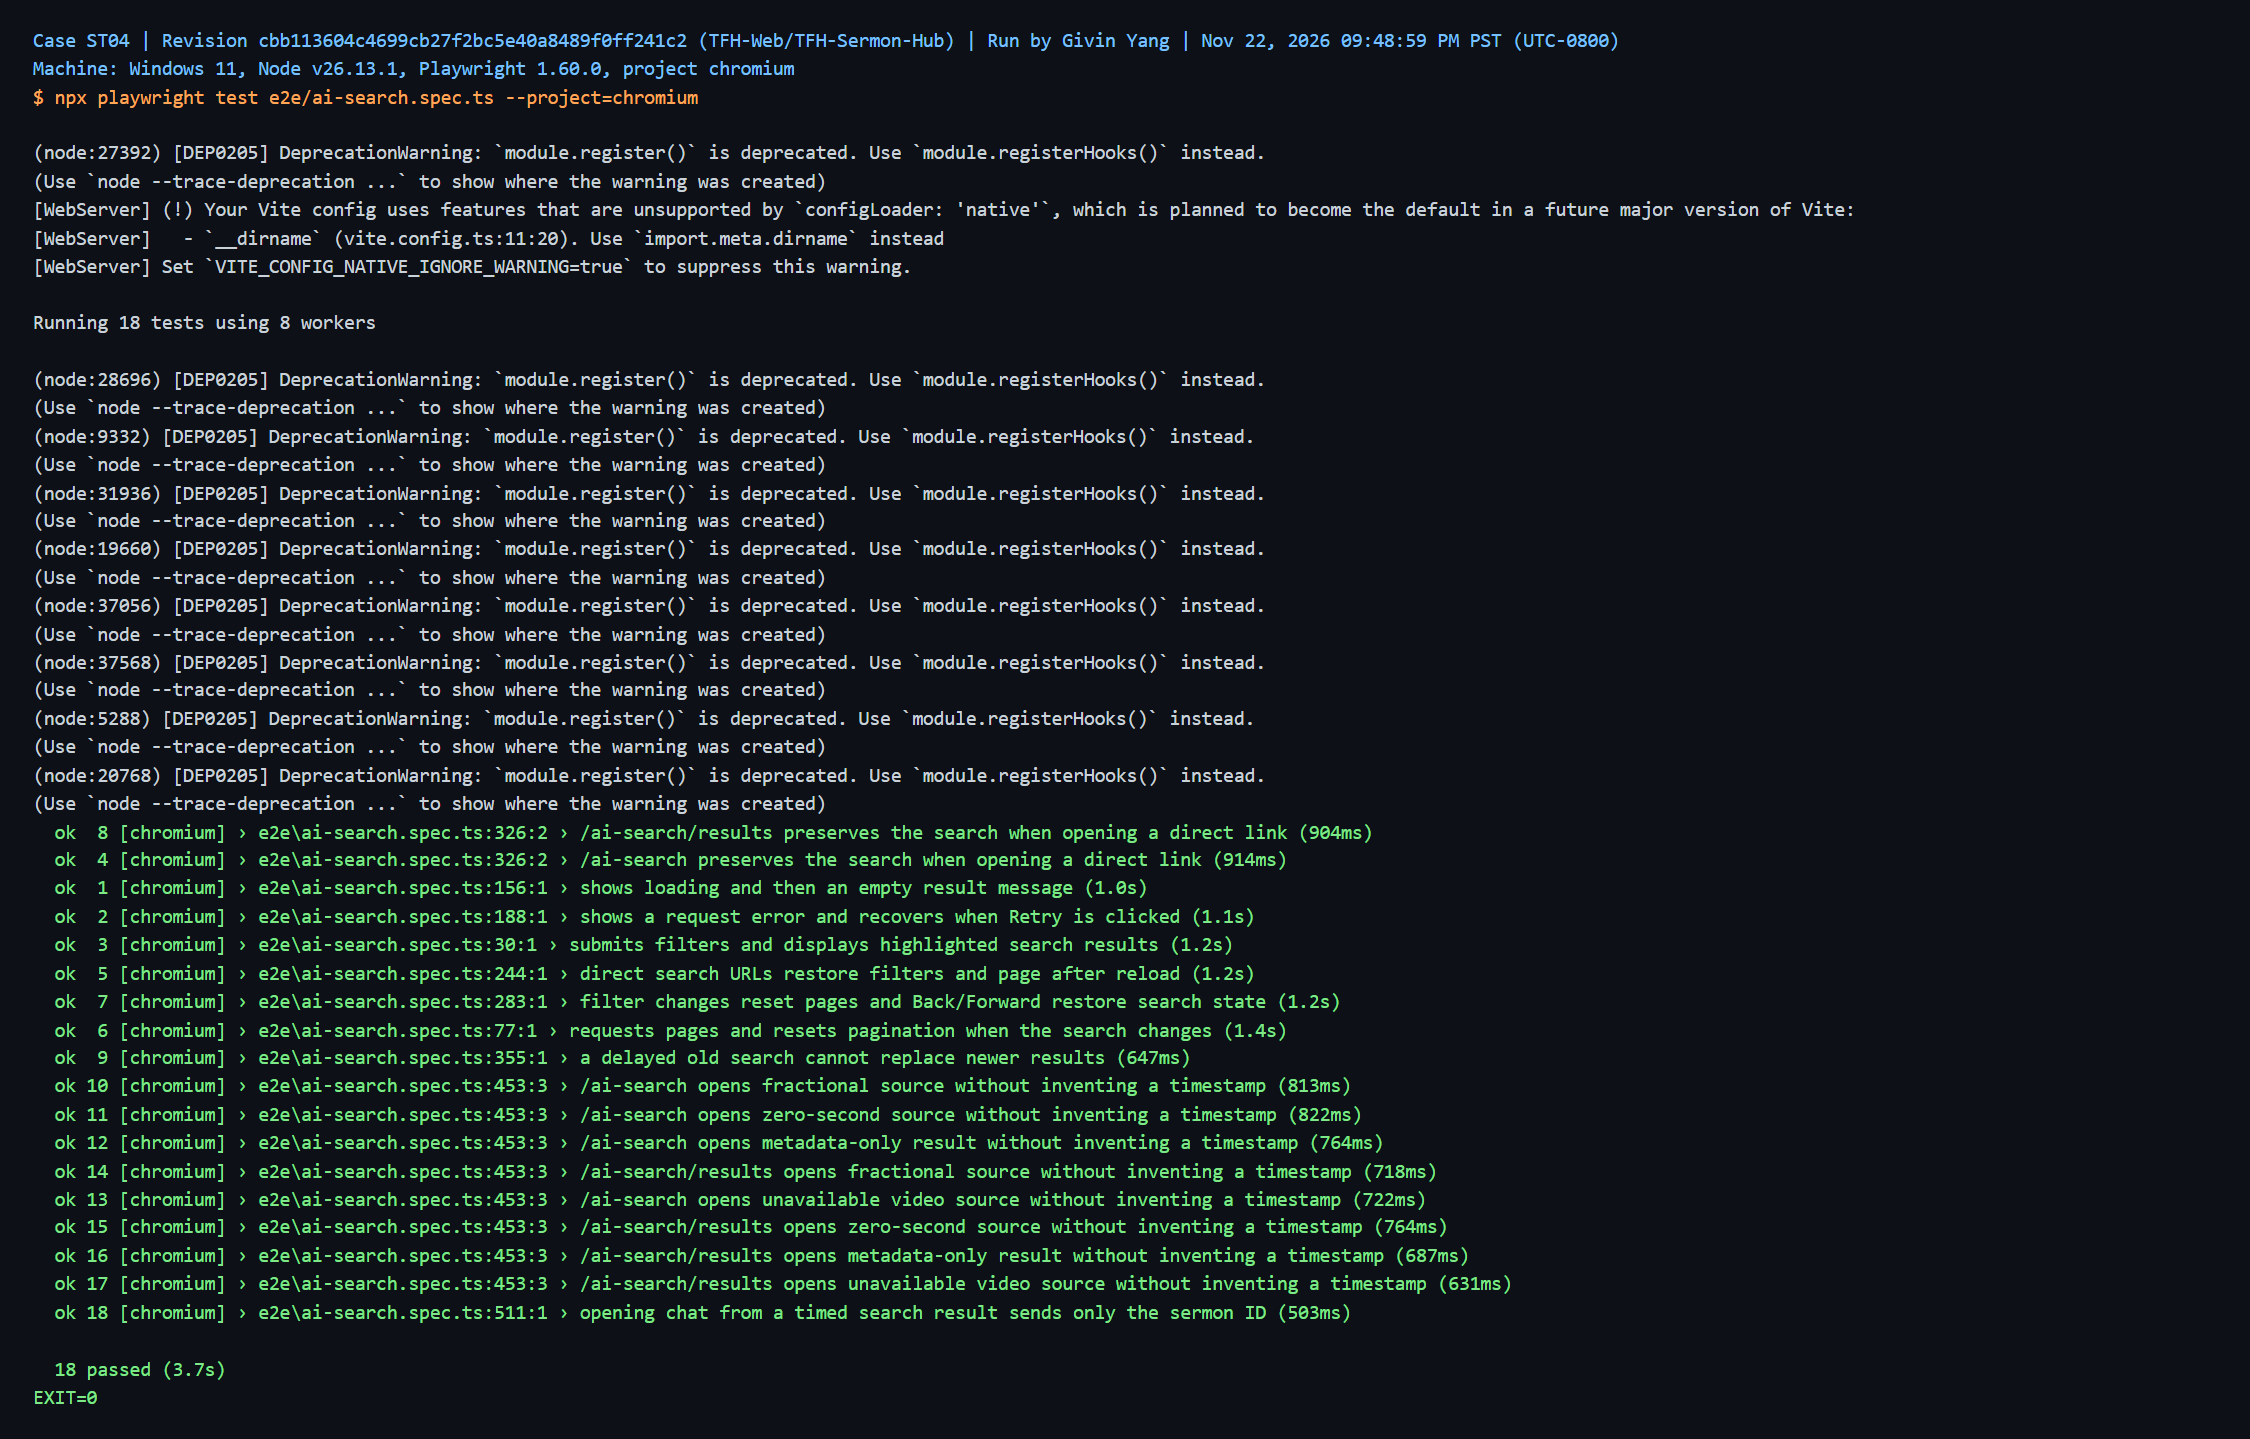 Case ST04 | Revision cbb113604c4699cb27f2bc5e40a8489f0ff241c2 (TFH-Web/TFH-Sermon-Hub) | Run by Givin Yang | Nov 22, 2026 09:48:59 PM PST (UTC-0800)
Machine: Windows 11, Node v26.13.1, Playwright 1.60.0, project chromium
$ npx playwright test e2e/ai-search.spec.ts --project=chromium
(node:27392) [DEP0205] DeprecationWarning: `module.register()` is deprecated. Use `module.registerHooks()` instead.
(Use `node --trace-deprecation ...` to show where the warning was created)
[WebServer] (!) Your Vite config uses features that are unsupported by `configLoader: 'native'`, which is planned to become the default in a future major version of Vite:
[WebServer]   - `__dirname` (vite.config.ts:11:20). Use `import.meta.dirname` instead
[WebServer] Set `VITE_CONFIG_NATIVE_IGNORE_WARNING=true` to suppress this warning.
Running 18 tests using 8 workers
(node:28696) [DEP0205] DeprecationWarning: `module.register()` is deprecated. Use `module.registerHooks()` instead.
(Use `node --trace-deprecation ...` to show where the warning was created)
(node:9332) [DEP0205] DeprecationWarning: `module.register()` is deprecated. Use `module.registerHooks()` instead.
(Use `node --trace-deprecation ...` to show where the warning was created)
(node:31936) [DEP0205] DeprecationWarning: `module.register()` is deprecated. Use `module.registerHooks()` instead.
(Use `node --trace-deprecation ...` to show where the warning was created)
(node:19660) [DEP0205] DeprecationWarning: `module.register()` is deprecated. Use `module.registerHooks()` instead.
(Use `node --trace-deprecation ...` to show where the warning was created)
(node:37056) [DEP0205] DeprecationWarning: `module.register()` is deprecated. Use `module.registerHooks()` instead.
(Use `node --trace-deprecation ...` to show where the warning was created)
(node:37568) [DEP0205] DeprecationWarning: `module.register()` is deprecated. Use `module.registerHooks()` instead.
(Use `node --trace-deprecation ...` to show where the warning was created)
(node:5288) [DEP0205] DeprecationWarning: `module.register()` is deprecated. Use `module.registerHooks()` instead.
(Use `node --trace-deprecation ...` to show where the warning was created)
(node:20768) [DEP0205] DeprecationWarning: `module.register()` is deprecated. Use `module.registerHooks()` instead.
(Use `node --trace-deprecation ...` to show where the warning was created)
  ok  8 [chromium] › e2e\ai-search.spec.ts:326:2 › /ai-search/results preserves the search when opening a direct link (904ms)
  ok  4 [chromium] › e2e\ai-search.spec.ts:326:2 › /ai-search preserves the search when opening a direct link (914ms)
  ok  1 [chromium] › e2e\ai-search.spec.ts:156:1 › shows loading and then an empty result message (1.0s)
  ok  2 [chromium] › e2e\ai-search.spec.ts:188:1 › shows a request error and recovers when Retry is clicked (1.1s)
  ok  3 [chromium] › e2e\ai-search.spec.ts:30:1 › submits filters and displays highlighted search results (1.2s)
  ok  5 [chromium] › e2e\ai-search.spec.ts:244:1 › direct search URLs restore filters and page after reload (1.2s)
  ok  7 [chromium] › e2e\ai-search.spec.ts:283:1 › filter changes reset pages and Back/Forward restore search state (1.2s)
  ok  6 [chromium] › e2e\ai-search.spec.ts:77:1 › requests pages and resets pagination when the search changes (1.4s)
  ok  9 [chromium] › e2e\ai-search.spec.ts:355:1 › a delayed old search cannot replace newer results (647ms)
  ok 10 [chromium] › e2e\ai-search.spec.ts:453:3 › /ai-search opens fractional source without inventing a timestamp (813ms)
  ok 11 [chromium] › e2e\ai-search.spec.ts:453:3 › /ai-search opens zero-second source without inventing a timestamp (822ms)
  ok 12 [chromium] › e2e\ai-search.spec.ts:453:3 › /ai-search opens metadata-only result without inventing a timestamp (764ms)
  ok 14 [chromium] › e2e\ai-search.spec.ts:453:3 › /ai-search/results opens fractional source without inventing a timestamp (718ms)
  ok 13 [chromium] › e2e\ai-search.spec.ts:453:3 › /ai-search opens unavailable video source without inventing a timestamp (722ms)
  ok 15 [chromium] › e2e\ai-search.spec.ts:453:3 › /ai-search/results opens zero-second source without inventing a timestamp (764ms)
  ok 16 [chromium] › e2e\ai-search.spec.ts:453:3 › /ai-search/results opens metadata-only result without inventing a timestamp (687ms)
  ok 17 [chromium] › e2e\ai-search.spec.ts:453:3 › /ai-search/results opens unavailable video source without inventing a timestamp (631ms)
  ok 18 [chromium] › e2e\ai-search.spec.ts:511:1 › opening chat from a timed search result sends only the sermon ID (503ms)
  18 passed (3.7s)
EXIT=0